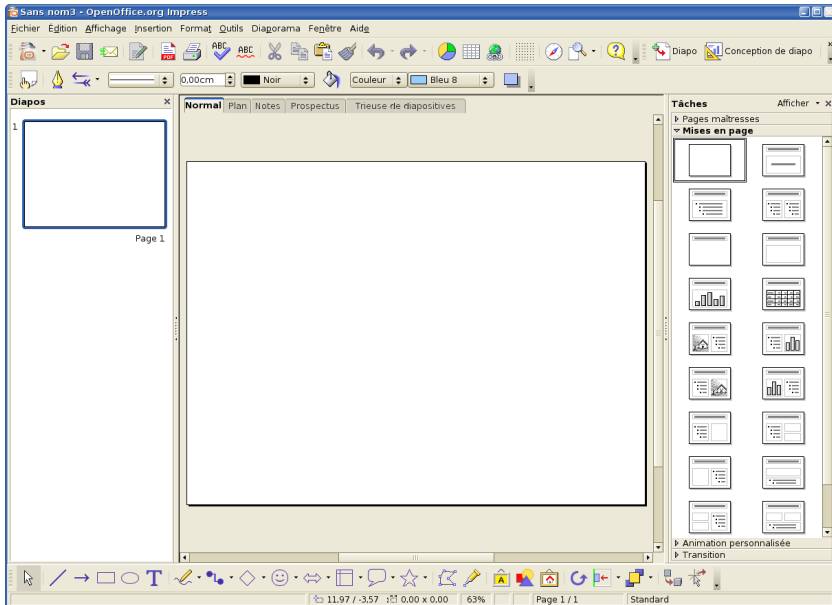 Sans nom3 - OpenOffice.org Impress
Fichier Édition Affichage Insertion Format Outils Diaporama Fenêtre Aide
ABC ABC Diapo Conception de diapo
0,00cm Noir Couleur Bleu 8
Diapos
Normal Plan Notes Prospectus Trieuse de diapositives
Tâches Afficher
Pages maîtresses
Mises en page
1
Page 1
Animation personnalisée
Transition
T A
11.97 / -3.57 0.00 x 0.00 63% Page 1 / 1 Standard